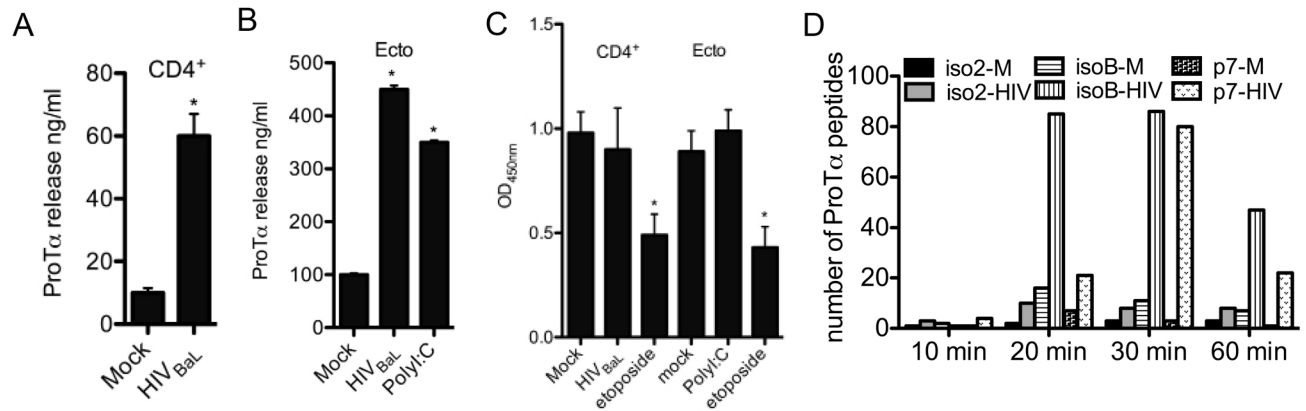 A
CD4+
ProTα release ng/ml
80
60
40
20
0
*
Mock
HIV BaL
B
Ecto
ProTα release ng/ml
500
400
300
200
100
0
*
*
Mock
HIVBaL
PolyI:C
C
CD4+
Ecto
OD450nm
1.5
1.0
0.5
0.0
*
*
Mock
HIVBaL
etoposide
mock
PolyI:C
etoposide
D
iso2-M
isoB-M
p7-M
iso2-HIV
isoB-HIV
p7-HIV
number of ProTα peptides
100
80
60
40
20
0
10 min
20 min
30 min
60 min